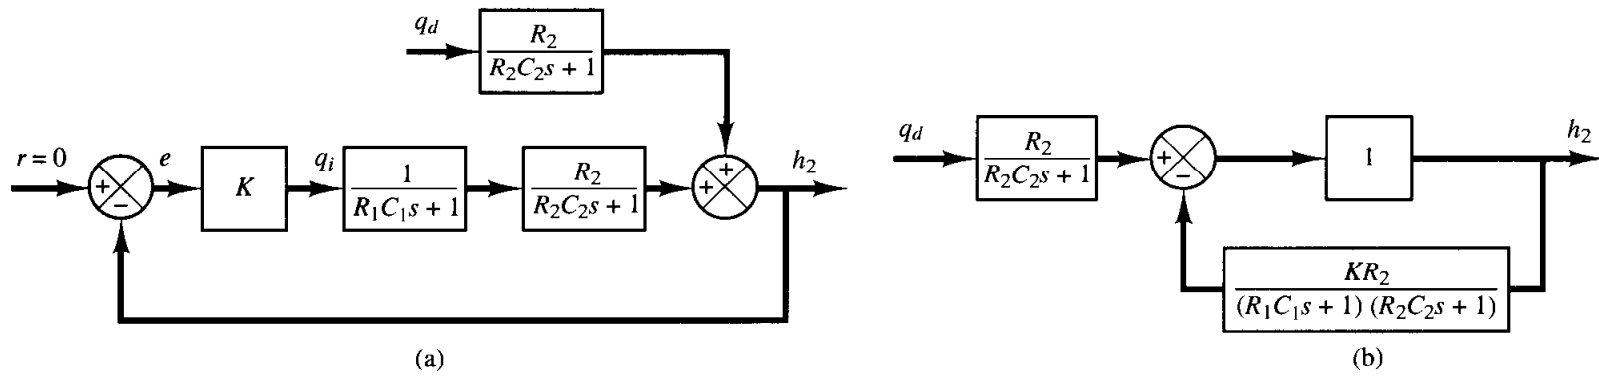 q_d
R_2
R_2C_2s + 1
r = 0
+
−
e
K
q_i
1
R_1C_1s + 1
R_2
R_2C_2s + 1
+
+
h_2
(a)
q_d
R_2
R_2C_2s + 1
+
−
1
h_2
KR_2
(R_1C_1s + 1) (R_2C_2s + 1)
(b)